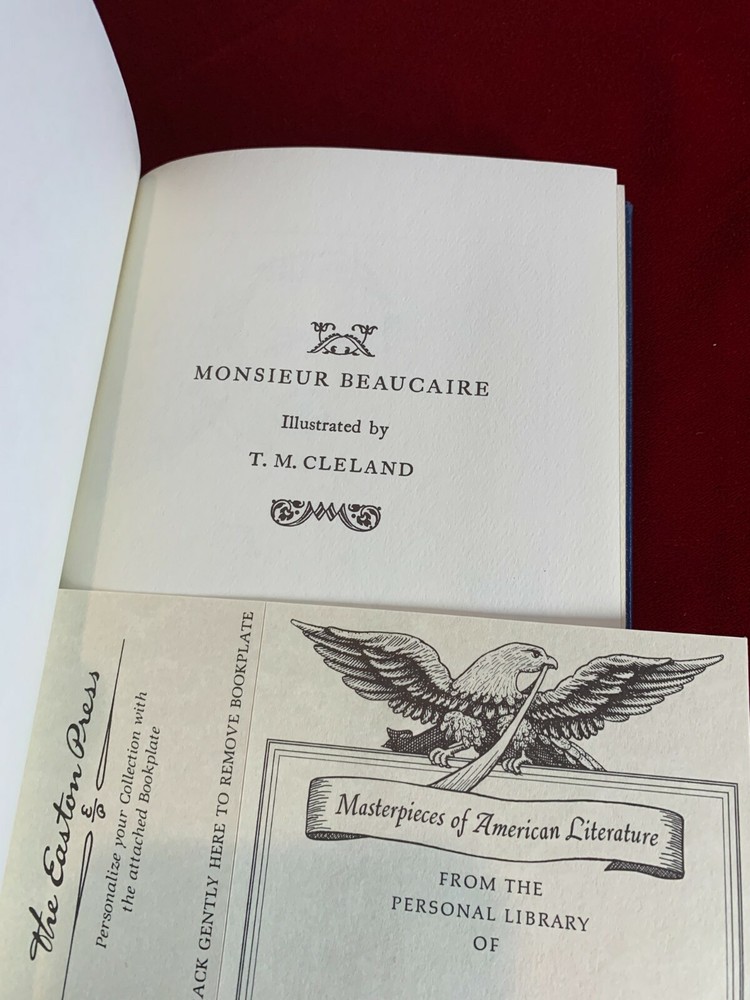 MONSIEUR BEAUCAIRE
Illustrated by
T. M. CLELAND
The Easton Press
Personalize your Collection with
the attached Bookplate
ACK GENTLY HERE TO REMOVE BOOKPLATE
Masterpieces of American Literature
FROM THE
PERSONAL LIBRARY
OF